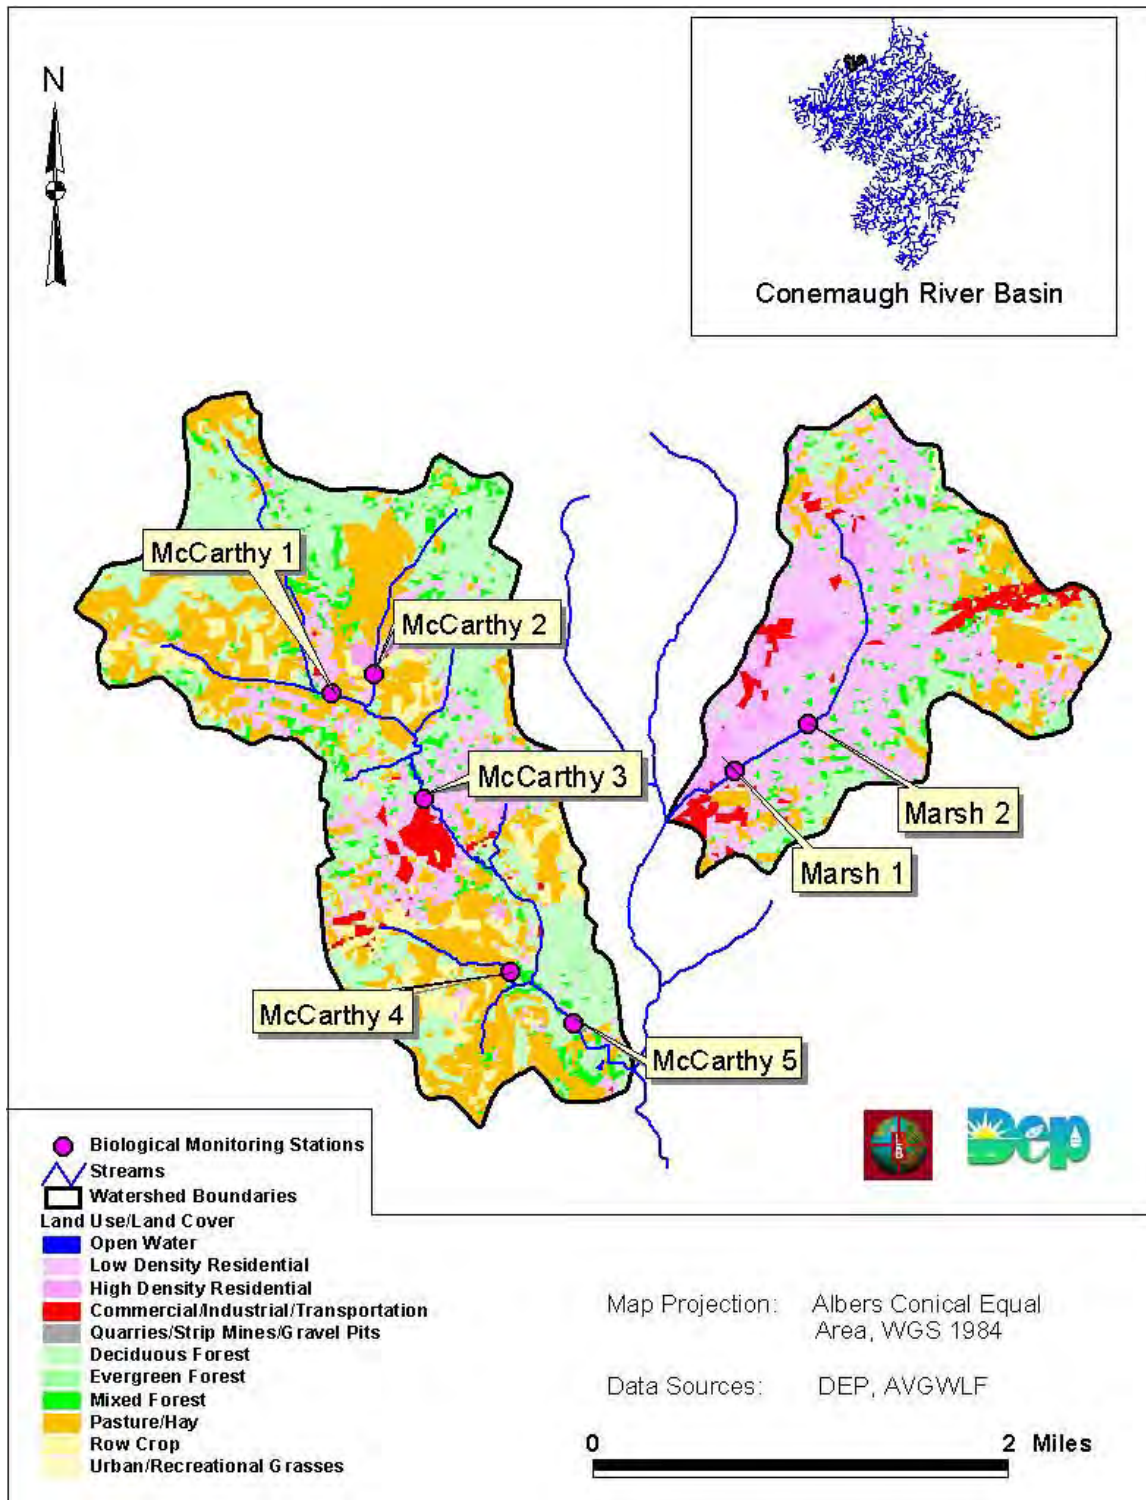 N
Conemaugh River Basin
McCarthy 1
McCarthy 2
McCarthy 3
Marsh 2
Marsh 1
McCarthy 4
McCarthy 5
Dep
Biological Monitoring Stations
Streams
Watershed Boundaries
Land Use/Land Cover
Open Water
Low Density Residential
High Density Residential
Commercial/Industrial/Transportation
Quarries/Strip Mines/Gravel Pits
Deciduous Forest
Evergreen Forest
Mixed Forest
Pasture/Hay
Row Crop
Urban/Recreational Grasses
Map Projection: Albers Conical Equal
Area, WGS 1984
Data Sources: DEP, AVGWLF
0 2 Miles